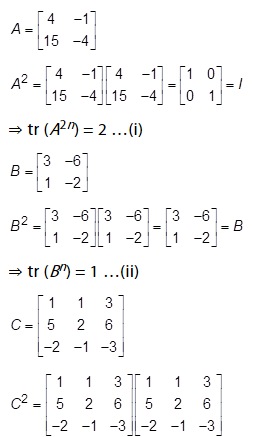 A = [4 −1; 15 −4]
A² = [4 −1; 15 −4] [4 −1; 15 −4] = [1 0; 0 1] = I
⇒ tr (A²ⁿ) = 2 …(i)
B = [3 −6; 1 −2]
B² = [3 −6; 1 −2] [3 −6; 1 −2] = [3 −6; 1 −2] = B
⇒ tr (Bⁿ) = 1 …(ii)
C = [1 1 3; 5 2 6; −2 −1 −3]
C² = [1 1 3; 5 2 6; −2 −1 −3] [1 1 3; 5 2 6; −2 −1 −3]